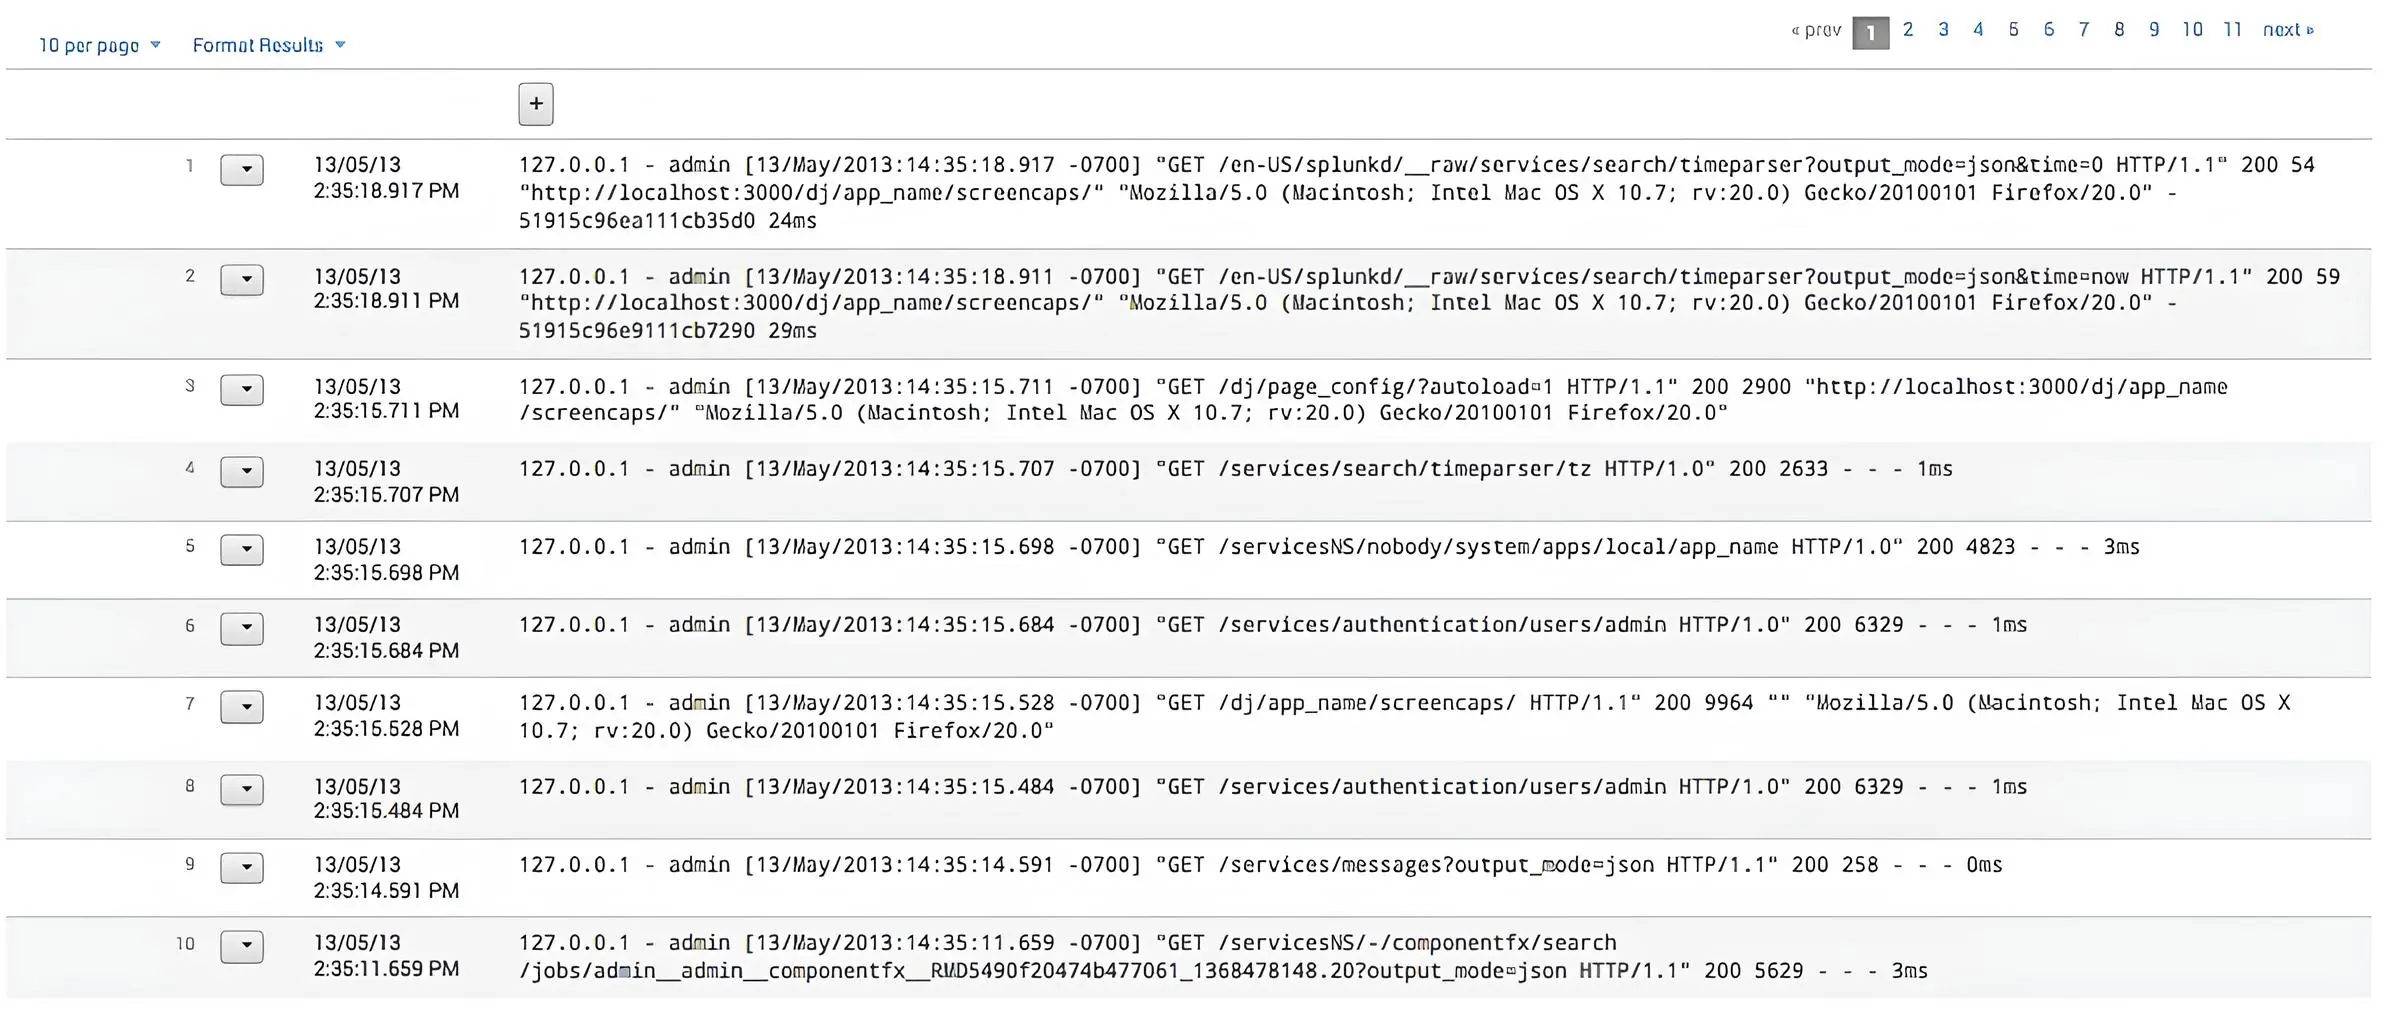 10 per page Format Results « prev 1 2 3 4 5 6 7 8 9 10 11 next »
+
1 13/05/13 127.0.0.1 - admin [13/May/2013:14:35:18.917 -0700] "GET /en-US/splunkd/__raw/services/search/timeparser?output_mode=json&time=0 HTTP/1.1" 200 54
2:35:18.917 PM "http://localhost:3000/dj/app_name/screencaps/" "Mozilla/5.0 (Macintosh; Intel Mac OS X 10.7; rv:20.0) Gecko/20100101 Firefox/20.0" -
51915c96ea111cb35d0 24ms
2 13/05/13 127.0.0.1 - admin [13/May/2013:14:35:18.911 -0700] "GET /en-US/splunkd/__raw/services/search/timeparser?output_mode=json&time=now HTTP/1.1" 200 59
2:35:18.911 PM "http://localhost:3000/dj/app_name/screencaps/" "Mozilla/5.0 (Macintosh; Intel Mac OS X 10.7; rv:20.0) Gecko/20100101 Firefox/20.0" -
51915c96e9111cb7290 29ms
3 13/05/13 127.0.0.1 - admin [13/May/2013:14:35:15.711 -0700] "GET /dj/page_config/?autoload=1 HTTP/1.1" 200 2900 "http://localhost:3000/dj/app_name
2:35:15.711 PM /screencaps/" "Mozilla/5.0 (Macintosh; Intel Mac OS X 10.7; rv:20.0) Gecko/20100101 Firefox/20.0"
4 13/05/13 127.0.0.1 - admin [13/May/2013:14:35:15.707 -0700] "GET /services/search/timeparser/tz HTTP/1.0" 200 2633 - - - 1ms
2:35:15.707 PM
5 13/05/13 127.0.0.1 - admin [13/May/2013:14:35:15.698 -0700] "GET /servicesNS/nobody/system/apps/local/app_name HTTP/1.0" 200 4823 - - - 3ms
2:35:15.698 PM
6 13/05/13 127.0.0.1 - admin [13/May/2013:14:35:15.684 -0700] "GET /services/authentication/users/admin HTTP/1.0" 200 6329 - - - 1ms
2:35:15.684 PM
7 13/05/13 127.0.0.1 - admin [13/May/2013:14:35:15.528 -0700] "GET /dj/app_name/screencaps/ HTTP/1.1" 200 9964 "" "Mozilla/5.0 (Macintosh; Intel Mac OS X
2:35:15.528 PM 10.7; rv:20.0) Gecko/20100101 Firefox/20.0"
8 13/05/13 127.0.0.1 - admin [13/May/2013:14:35:15.484 -0700] "GET /services/authentication/users/admin HTTP/1.0" 200 6329 - - - 1ms
2:35:15.484 PM
9 13/05/13 127.0.0.1 - admin [13/May/2013:14:35:14.591 -0700] "GET /services/messages?output_mode=json HTTP/1.1" 200 258 - - - 0ms
2:35:14.591 PM
10 13/05/13 127.0.0.1 - admin [13/May/2013:14:35:11.659 -0700] "GET /servicesNS/-/componentfx/search
2:35:11.659 PM /jobs/admin__admin__componentfx__RMD5490f20474b477061_1368478148.20?output_mode=json HTTP/1.1" 200 5629 - - - 3ms